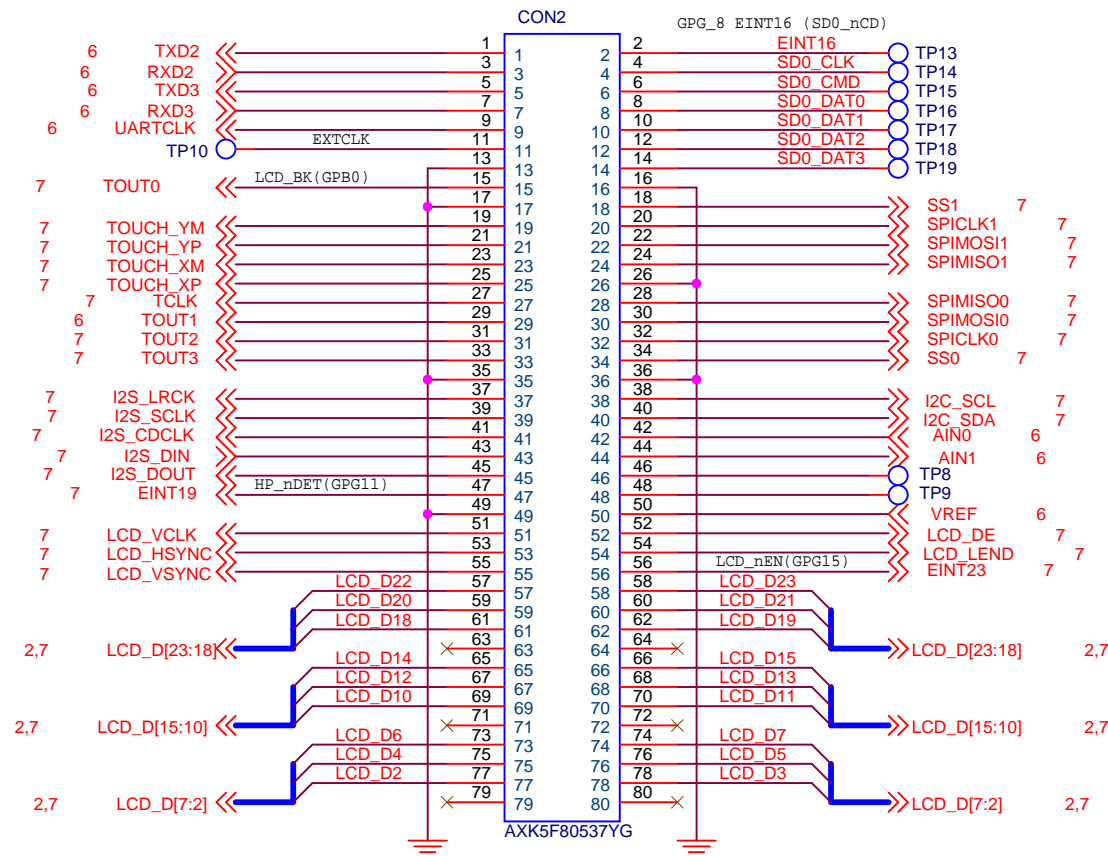 CON2
GPG_8 EINT16 (SD0_nCD)
6 TXD2 1 1 2 2 EINT16 TP13
6 RXD2 3 3 4 4 SD0_CLK TP14
6 TXD3 5 5 6 6 SD0_CMD TP15
6 RXD3 7 7 8 8 SD0_DAT0 TP16
6 UARTCLK 9 9 10 10 SD0_DAT1 TP17
TP10 EXTCLK 11 11 12 12 SD0_DAT2 TP18
13 13 14 14 SD0_DAT3 TP19
7 TOUT0 LCD_BK(GPB0) 15 15 16 16
17 17 18 18 SS1 7
7 TOUCH_YM 19 19 20 20 SPICLK1 7
7 TOUCH_YP 21 21 22 22 SPIMOSI1 7
7 TOUCH_XM 23 23 24 24 SPIMISO1 7
7 TOUCH_XP 25 25 26 26
7 TCLK 27 27 28 28 SPIMISO0 7
6 TOUT1 29 29 30 30 SPIMOSI0 7
7 TOUT2 31 31 32 32 SPICLK0 7
7 TOUT3 33 33 34 34 SS0 7
35 35 36 36
7 I2S_LRCK 37 37 38 38 I2C_SCL 7
7 I2S_SCLK 39 39 40 40 I2C_SDA 7
7 I2S_CDCLK 41 41 42 42 AIN0 6
7 I2S_DIN 43 43 44 44 AIN1 6
7 I2S_DOUT 45 45 46 46 TP8
7 EINT19 HP_nDET(GPG11) 47 47 48 48 TP9
49 49 50 50 VREF 6
7 LCD_VCLK 51 51 52 52 LCD_DE 7
7 LCD_HSYNC 53 53 54 54 LCD_LEND 7
7 LCD_VSYNC 55 55 56 56 LCD_nEN(GPG15) EINT23 7
LCD_D22 57 57 58 58 LCD_D23
LCD_D20 59 59 60 60 LCD_D21
LCD_D18 61 61 62 62 LCD_D19
2,7 LCD_D[23:18] 63 63 64 64 LCD_D[23:18] 2,7
LCD_D14 65 65 66 66 LCD_D15
LCD_D12 67 67 68 68 LCD_D13
LCD_D10 69 69 70 70 LCD_D11
2,7 LCD_D[15:10] 71 71 72 72 LCD_D[15:10] 2,7
LCD_D6 73 73 74 74 LCD_D7
LCD_D4 75 75 76 76 LCD_D5
LCD_D2 77 77 78 78 LCD_D3
2,7 LCD_D[7:2] 79 79 80 80 LCD_D[7:2] 2,7
AXK5F80537YG